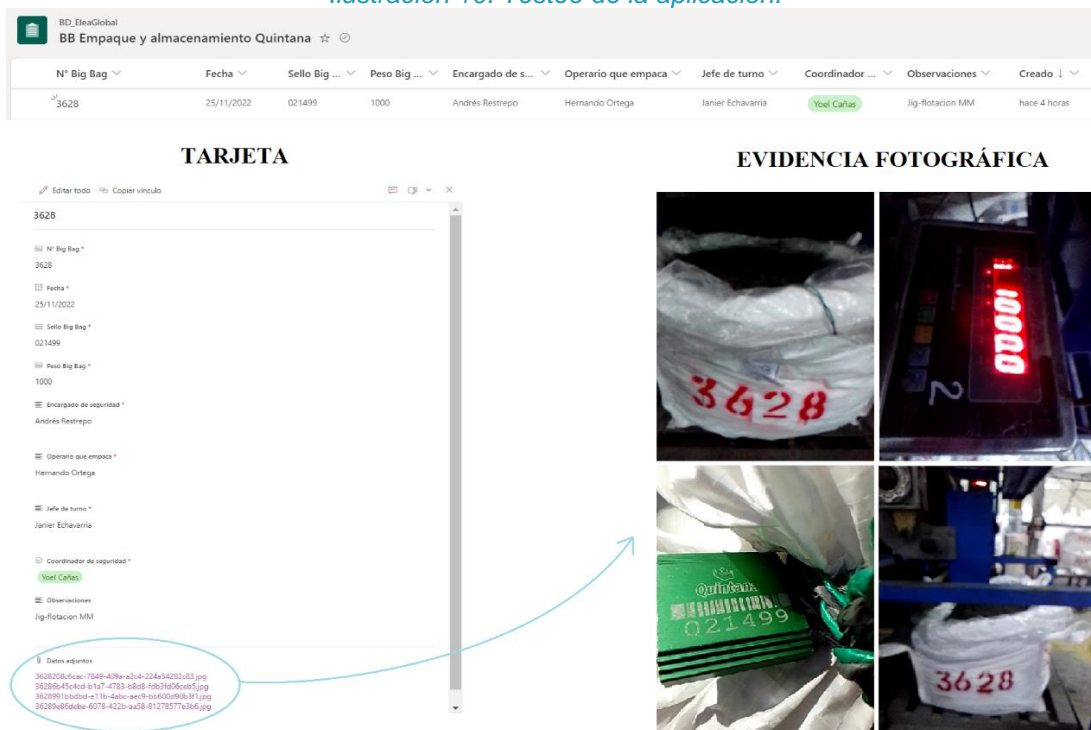 Ilustración 10. Testeo de la aplicación.
BD_EleaGlobal
BB Empaque y almacenamiento Quintana
N° Big Bag Fecha Sello Big ... Peso Big ... Encargado de s... Operario que empaca Jefe de turno Coordinador ... Observaciones Creado ↓
3628 25/11/2022 021499 1000 Andrés Restrepo Hernando Ortega Janier Echavarria Yoel Cañas Jig-flotacion MM hace 4 horas
TARJETA
EVIDENCIA FOTOGRÁFICA
Editar todo Copiar vínculo
3628
N° Big Bag *
3628
Fecha *
25/11/2022
Sello Big Bag *
021499
Peso Big Bag *
1000
Encargado de seguridad *
Andrés Restrepo
Operario que empaca *
Hernando Ortega
Jefe de turno *
Janier Echavarria
Coordinador de seguridad *
Yoel Cañas
Observaciones
Jig-flotacion MM
Datos adjuntos
3628208c6cac-7849-409a-a2c4-224a54282c83.jpg
36286b45c4cd-b1a7-4783-b8d8-fdb3fd06ceb5.jpg
3628991bbdbd-e11b-4abc-aec9-bb600d90b3f1.jpg
36289e86debe-6078-422b-aa58-81278577e3b6.jpg
3628
2
Quintana
021499
3628